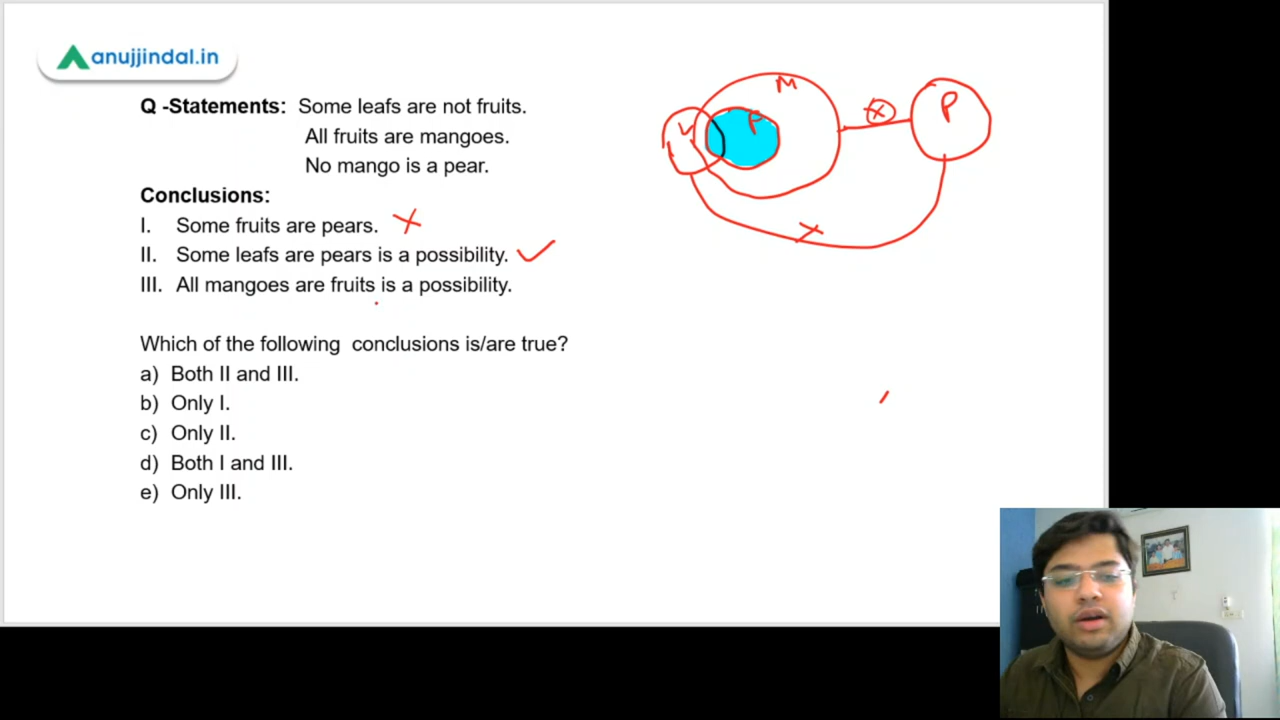 anujjindal.in
Q -Statements: Some leafs are not fruits.
All fruits are mangoes.
No mango is a pear.
Conclusions:
I. Some fruits are pears.
II. Some leafs are pears is a possibility.
III. All mangoes are fruits is a possibility.
Which of the following conclusions is/are true?
a) Both II and III.
b) Only I.
c) Only II.
d) Both I and III.
e) Only III.
M
F
L
P